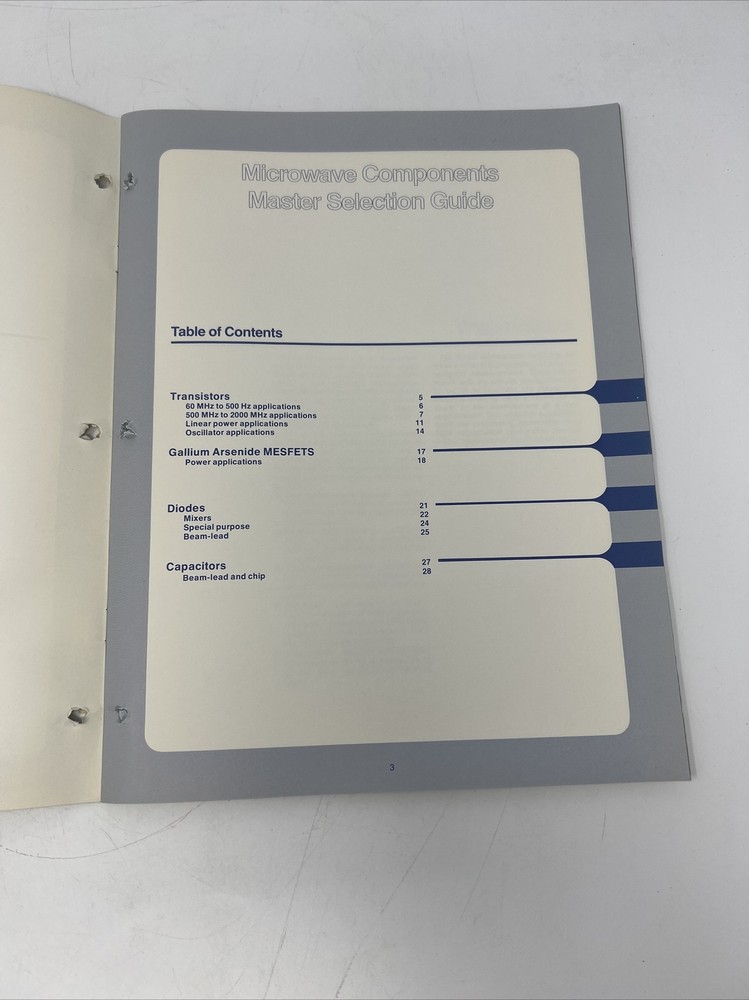 Microwave Components
Master Selection Guide
Table of Contents
Transistors 5
60 MHz to 500 Hz applications 6
500 MHz to 2000 MHz applications 7
Linear power applications 11
Oscillator applications 14
Gallium Arsenide MESFETS 17
Power applications 18
Diodes 21
Mixers 22
Special purpose 24
Beam-lead 25
Capacitors 27
Beam-lead and chip 28
3